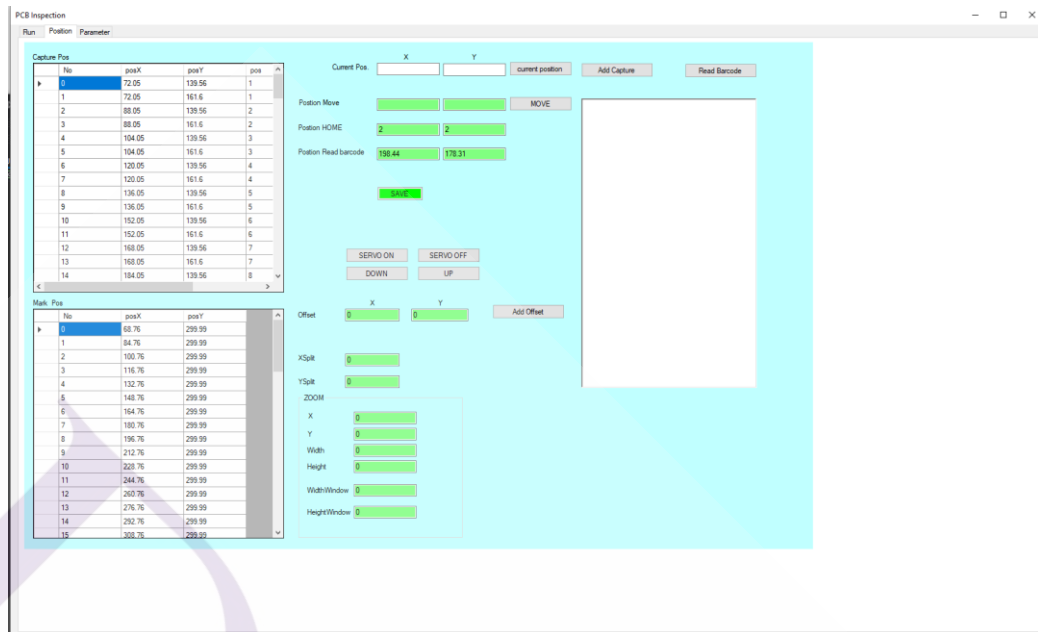 PCB Inspection
Run Position Parameter
Capture Pos
No posX posY pos
0 72.05 139.56 1
1 72.05 161.6 1
2 88.05 139.56 2
3 88.05 161.6 2
4 104.05 139.56 3
5 104.05 161.6 3
6 120.05 139.56 4
7 120.05 161.6 4
8 136.05 139.56 5
9 136.05 161.6 5
10 152.05 139.56 6
11 152.05 161.6 6
12 168.05 139.56 7
13 168.05 161.6 7
14 184.05 139.56 8
Mark Pos
No posX posY
0 68.76 299.99
1 84.76 299.99
2 100.76 299.99
3 116.76 299.99
4 132.76 299.99
5 148.76 299.99
6 164.76 299.99
7 180.76 299.99
8 196.76 299.99
9 212.76 299.99
10 228.76 299.99
11 244.76 299.99
12 260.76 299.99
13 276.76 299.99
14 292.76 299.99
15 308.76 299.99
X Y
Current Pos. current position Add Capture Read Barcode
Postion Move MOVE
Postion HOME 2 2
Postion Read barcode 198.44 178.31
SAVE
SERVO ON SERVO OFF
DOWN UP
X Y
Offset 0 0 Add Offset
XSplit 0
YSplit 0
ZOOM
X 0
Y 0
Width 0
Height 0
WidthWindow 0
HeightWindow 0